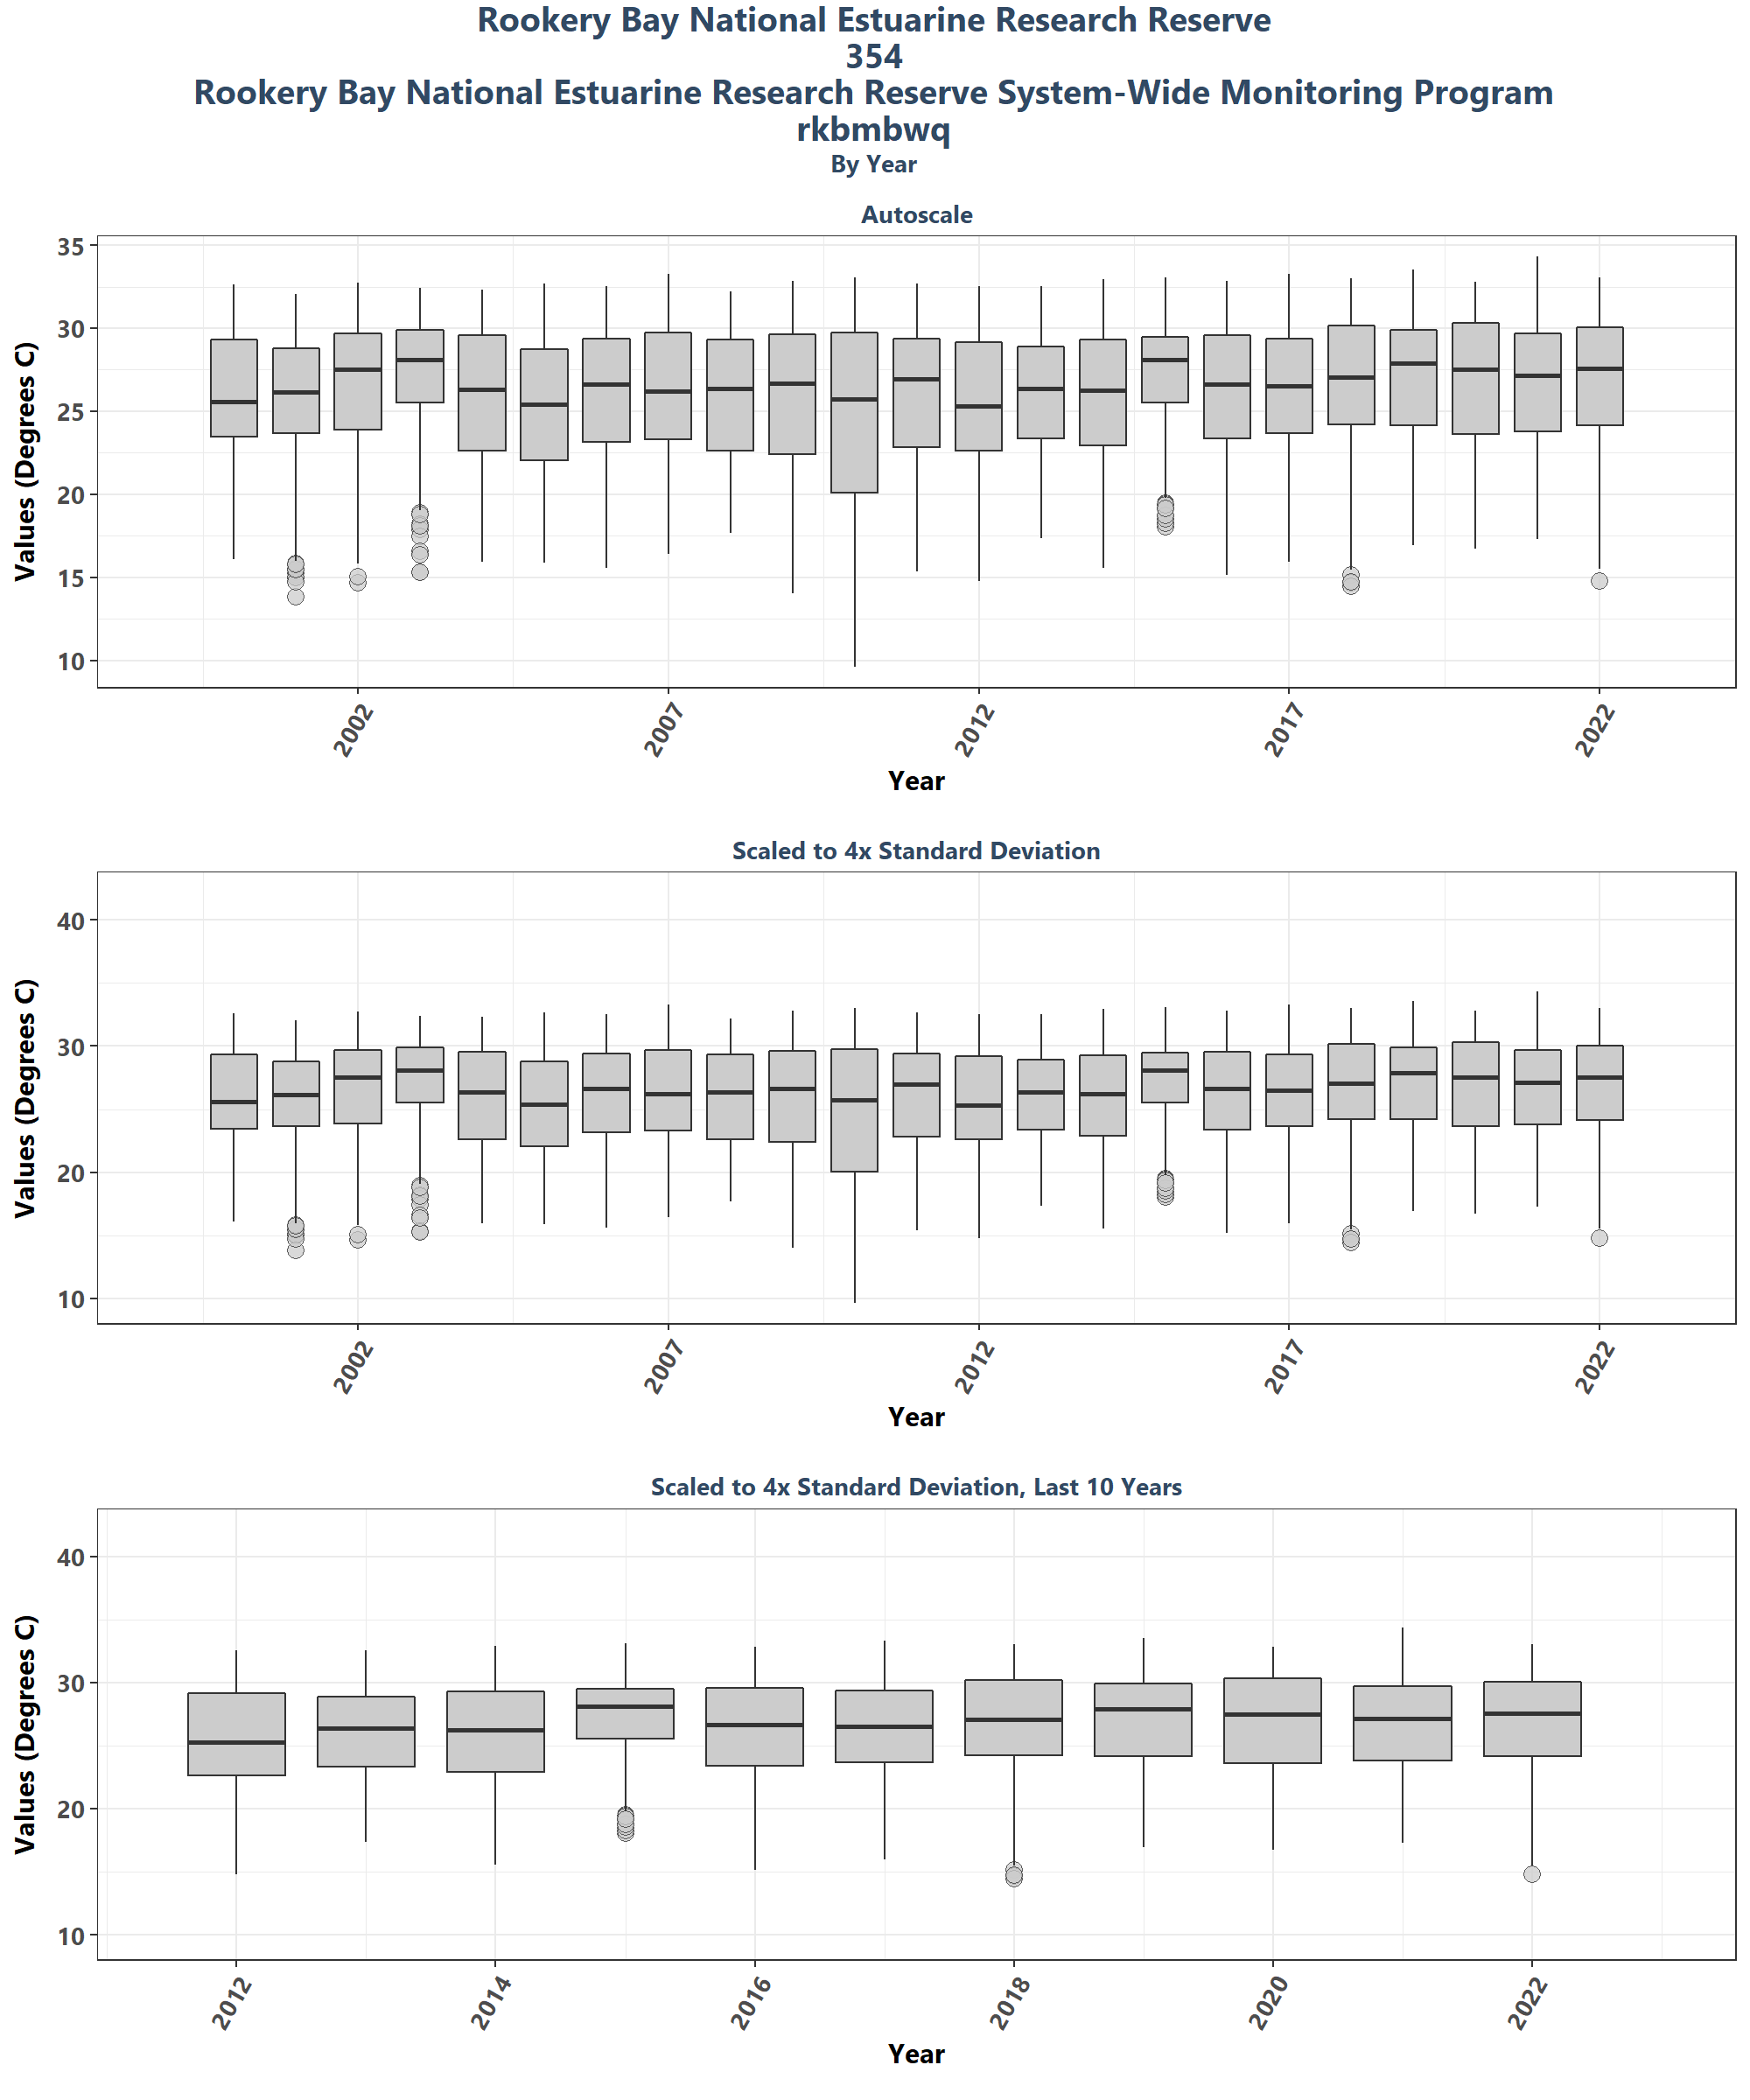 Rookery Bay National Estuarine Research Reserve
354
Rookery Bay National Estuarine Research Reserve System-Wide Monitoring Program
rkbmbwq
By Year
Autoscale
Values (Degrees C)
35
30
25
20
15
10
2002
2007
2012
2017
2022
Year
Scaled to 4x Standard Deviation
Values (Degrees C)
40
30
20
10
2002
2007
2012
2017
2022
Year
Scaled to 4x Standard Deviation, Last 10 Years
Values (Degrees C)
40
30
20
10
2012
2014
2016
2018
2020
2022
Year